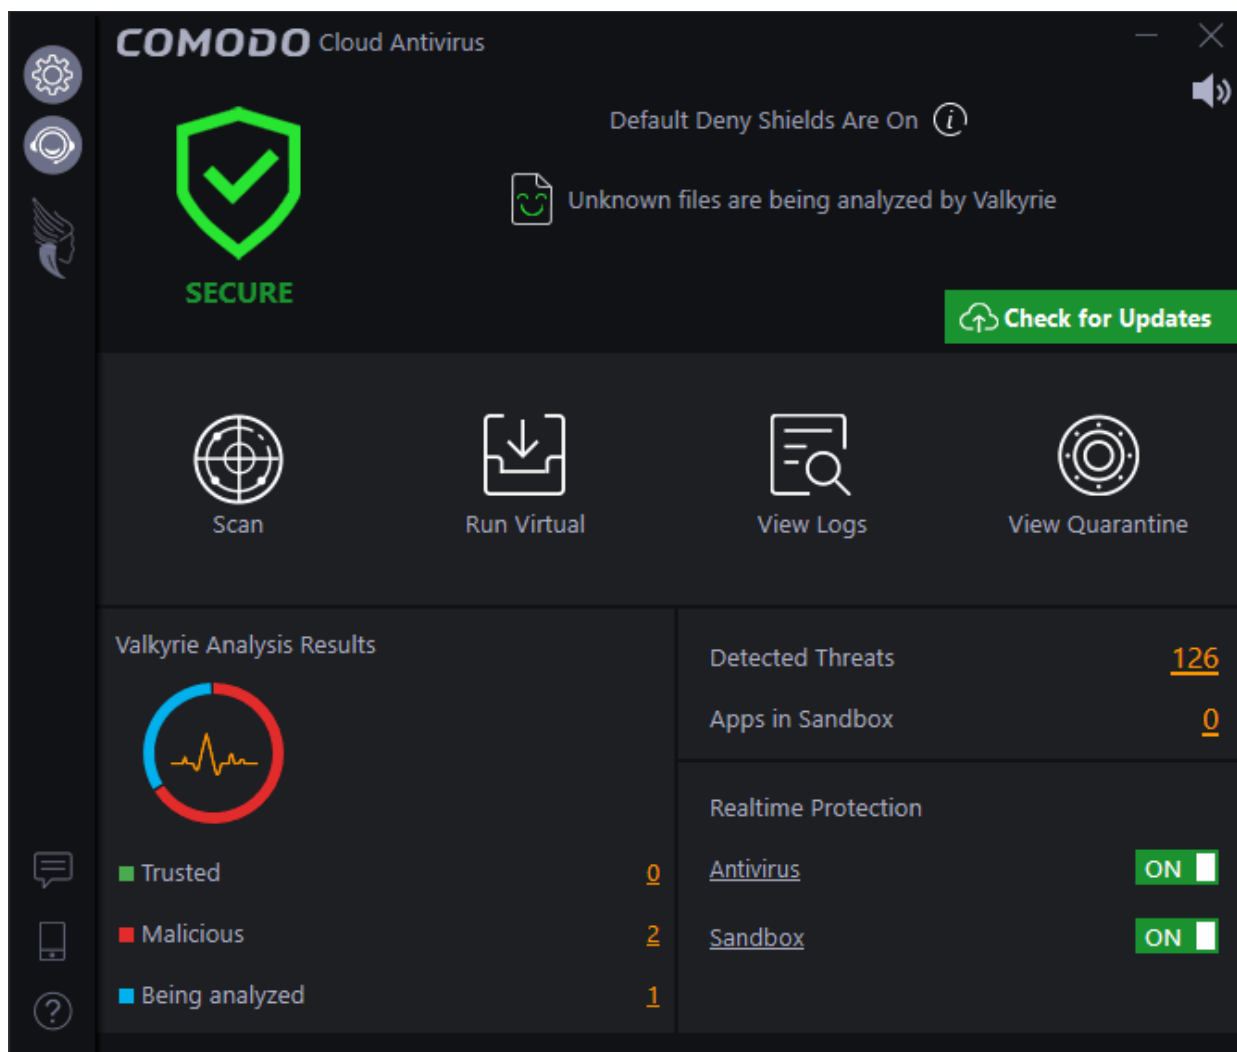 COMODO Cloud Antivirus
Default Deny Shields Are On
Unknown files are being analyzed by Valkyrie
SECURE
Check for Updates
Scan
Run Virtual
View Logs
View Quarantine
Valkyrie Analysis Results
Trusted 0
Malicious 2
Being analyzed 1
Detected Threats 126
Apps in Sandbox 0
Realtime Protection
Antivirus ON
Sandbox ON